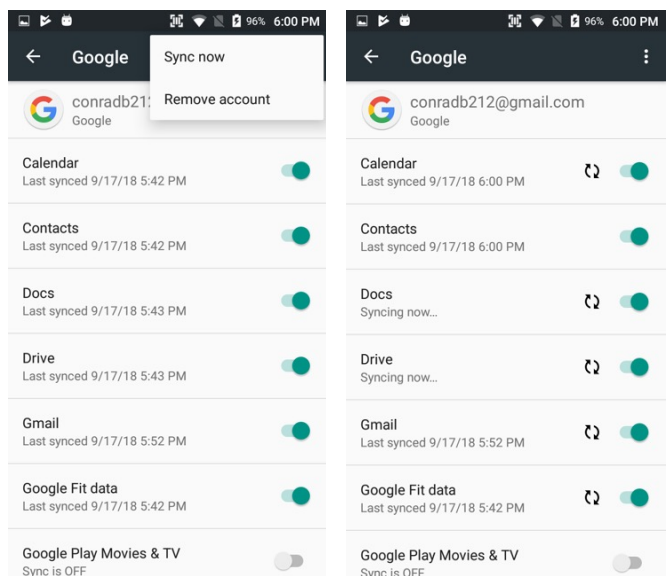 96% 6:00 PM
Google
Sync now
Remove account
conradb21
Google
Calendar
Last synced 9/17/18 5:42 PM
Contacts
Last synced 9/17/18 5:42 PM
Docs
Last synced 9/17/18 5:43 PM
Drive
Last synced 9/17/18 5:43 PM
Gmail
Last synced 9/17/18 5:52 PM
Google Fit data
Last synced 9/17/18 5:42 PM
Google Play Movies & TV
Sync is OFF
96% 6:00 PM
Google
conradb212@gmail.com
Google
Calendar
Last synced 9/17/18 6:00 PM
Contacts
Last synced 9/17/18 6:00 PM
Docs
Syncing now...
Drive
Syncing now...
Gmail
Last synced 9/17/18 5:52 PM
Google Fit data
Last synced 9/17/18 5:42 PM
Google Play Movies & TV
Sync is OFF